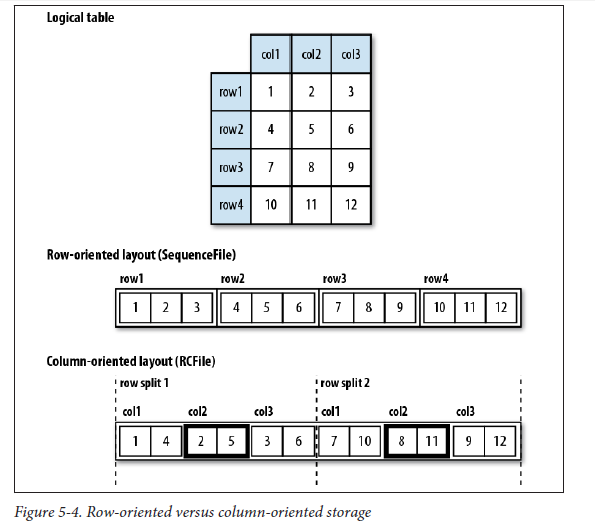 Logical table
col1 col2 col3
row1 1 2 3
row2 4 5 6
row3 7 8 9
row4 10 11 12
Row-oriented layout (SequenceFile)
row1 row2 row3 row4
1 2 3 4 5 6 7 8 9 10 11 12
Column-oriented layout (RCFile)
row split 1 row split 2
col1 col2 col3 col1 col2 col3
1 4 2 5 3 6 7 10 8 11 9 12
Figure 5-4. Row-oriented versus column-oriented storage